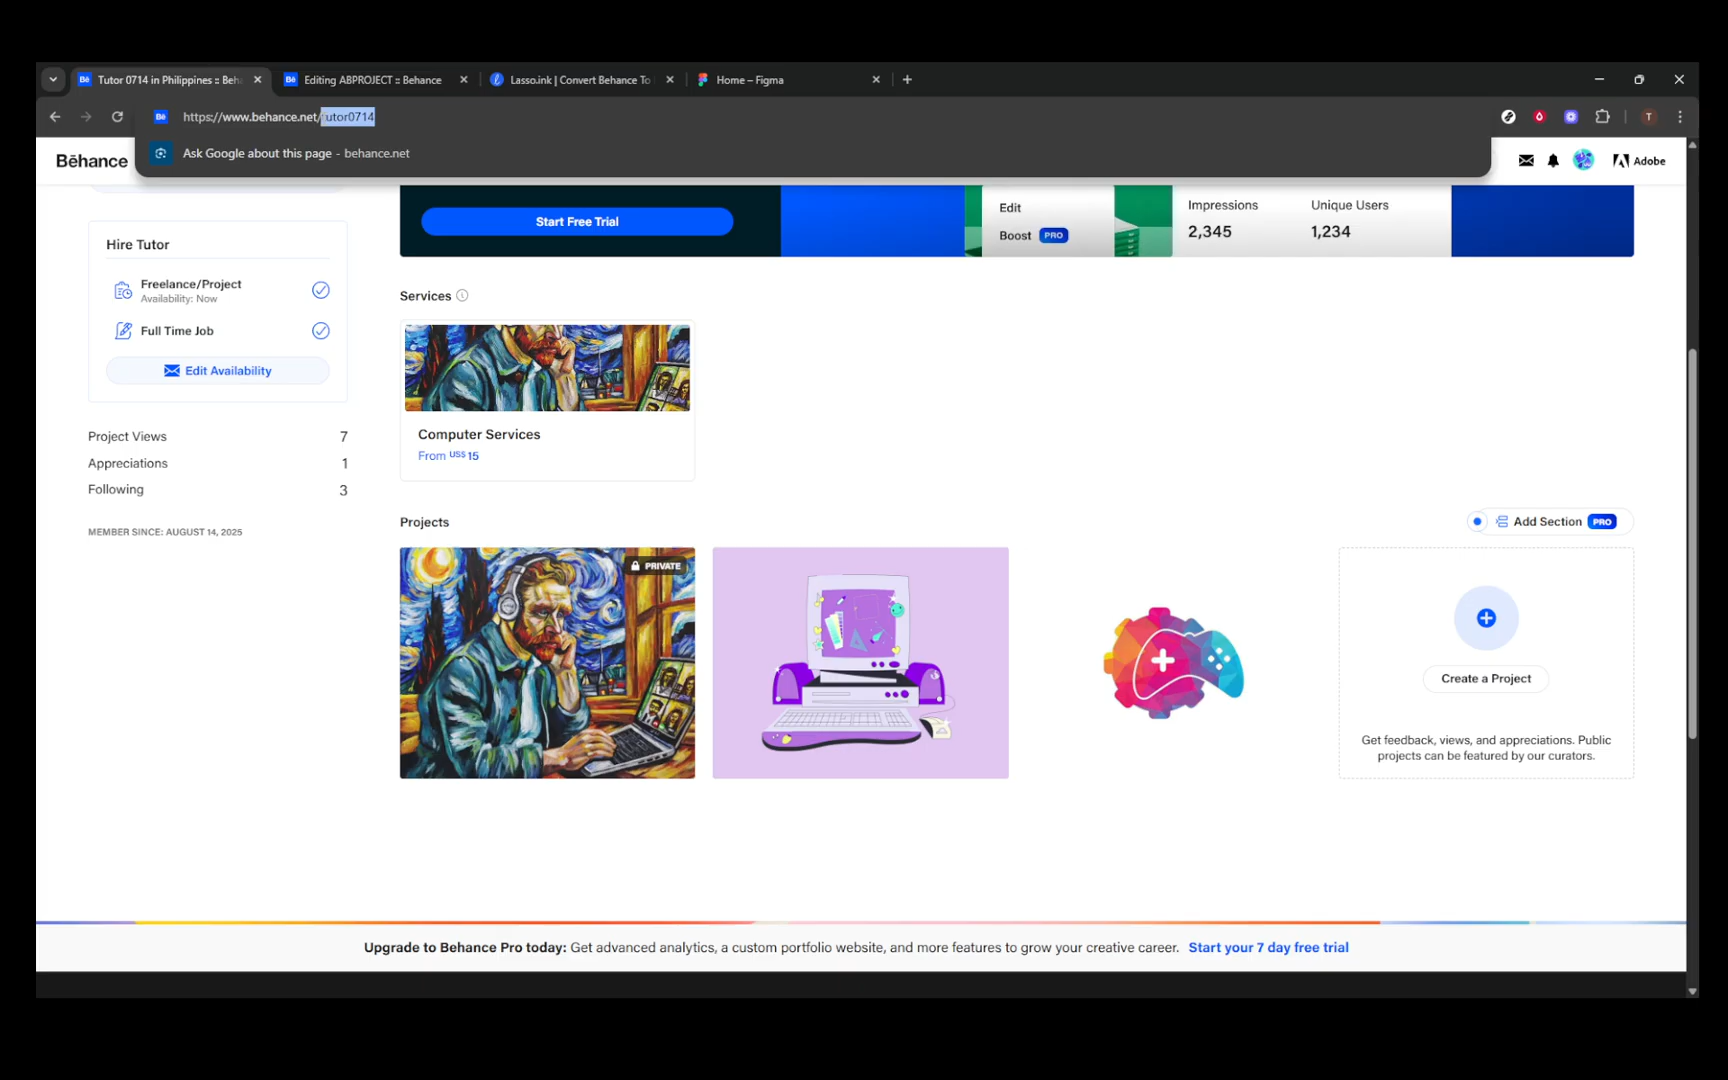 Tutor 0714 in Philippines :: Beh
Editing ABPROJECT :: Behance
Lasso.ink | Convert Behance To
Home – Figma
https://www.behance.net/tutor0714
T
Ask Google about this page - behance.net
Bēhance
Adobe
Hire Tutor
Freelance/Project
Availability: Now
Full Time Job
Edit Availability
Project Views 7
Appreciations 1
Following 3
MEMBER SINCE: AUGUST 14, 2025
Start Free Trial
Edit
Boost PRO
Impressions Unique Users
2,345 1,234
Services
Computer Services
From US$ 15
Projects
Add Section PRO
PRIVATE
Create a Project
Get feedback, views, and appreciations. Public
projects can be featured by our curators.
Upgrade to Behance Pro today: Get advanced analytics, a custom portfolio website, and more features to grow your creative career. Start your 7 day free trial